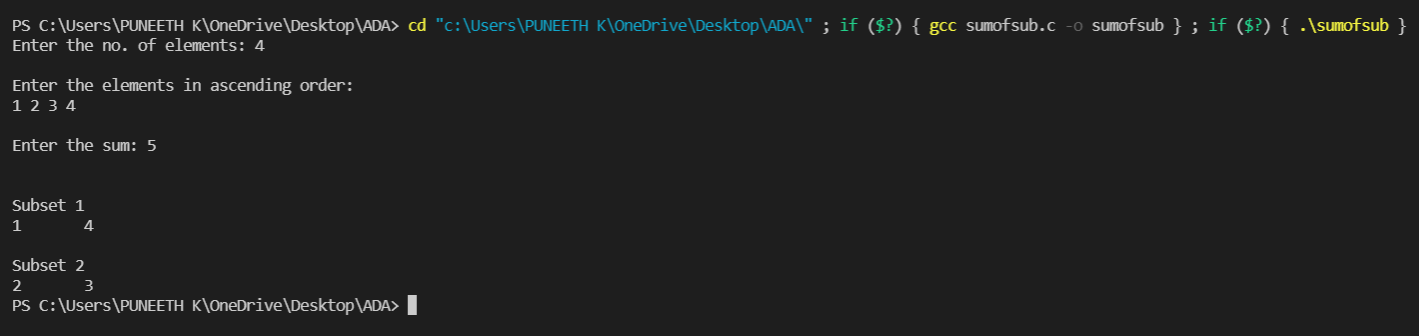 PS C:\Users\PUNEETH K\OneDrive\Desktop\ADA> cd "c:\Users\PUNEETH K\OneDrive\Desktop\ADA\" ; if ($?) { gcc sumofsub.c -o sumofsub } ; if ($?) { .\sumofsub }
Enter the no. of elements: 4
Enter the elements in ascending order:
1 2 3 4
Enter the sum: 5
Subset 1
1       4
Subset 2
2       3
PS C:\Users\PUNEETH K\OneDrive\Desktop\ADA>